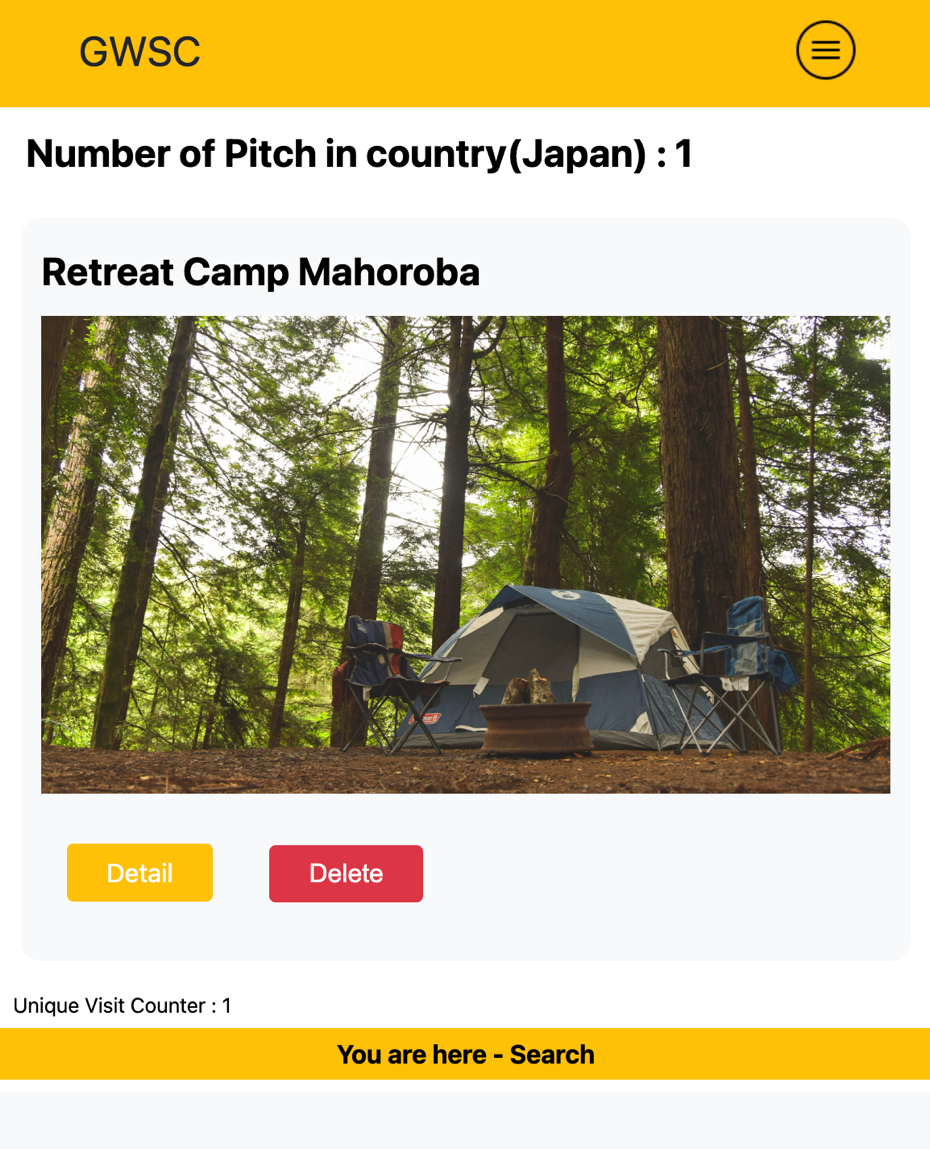 GWSC
Number of Pitch in country(Japan) : 1
Retreat Camp Mahoroba
Detail
Delete
Unique Visit Counter : 1
You are here - Search